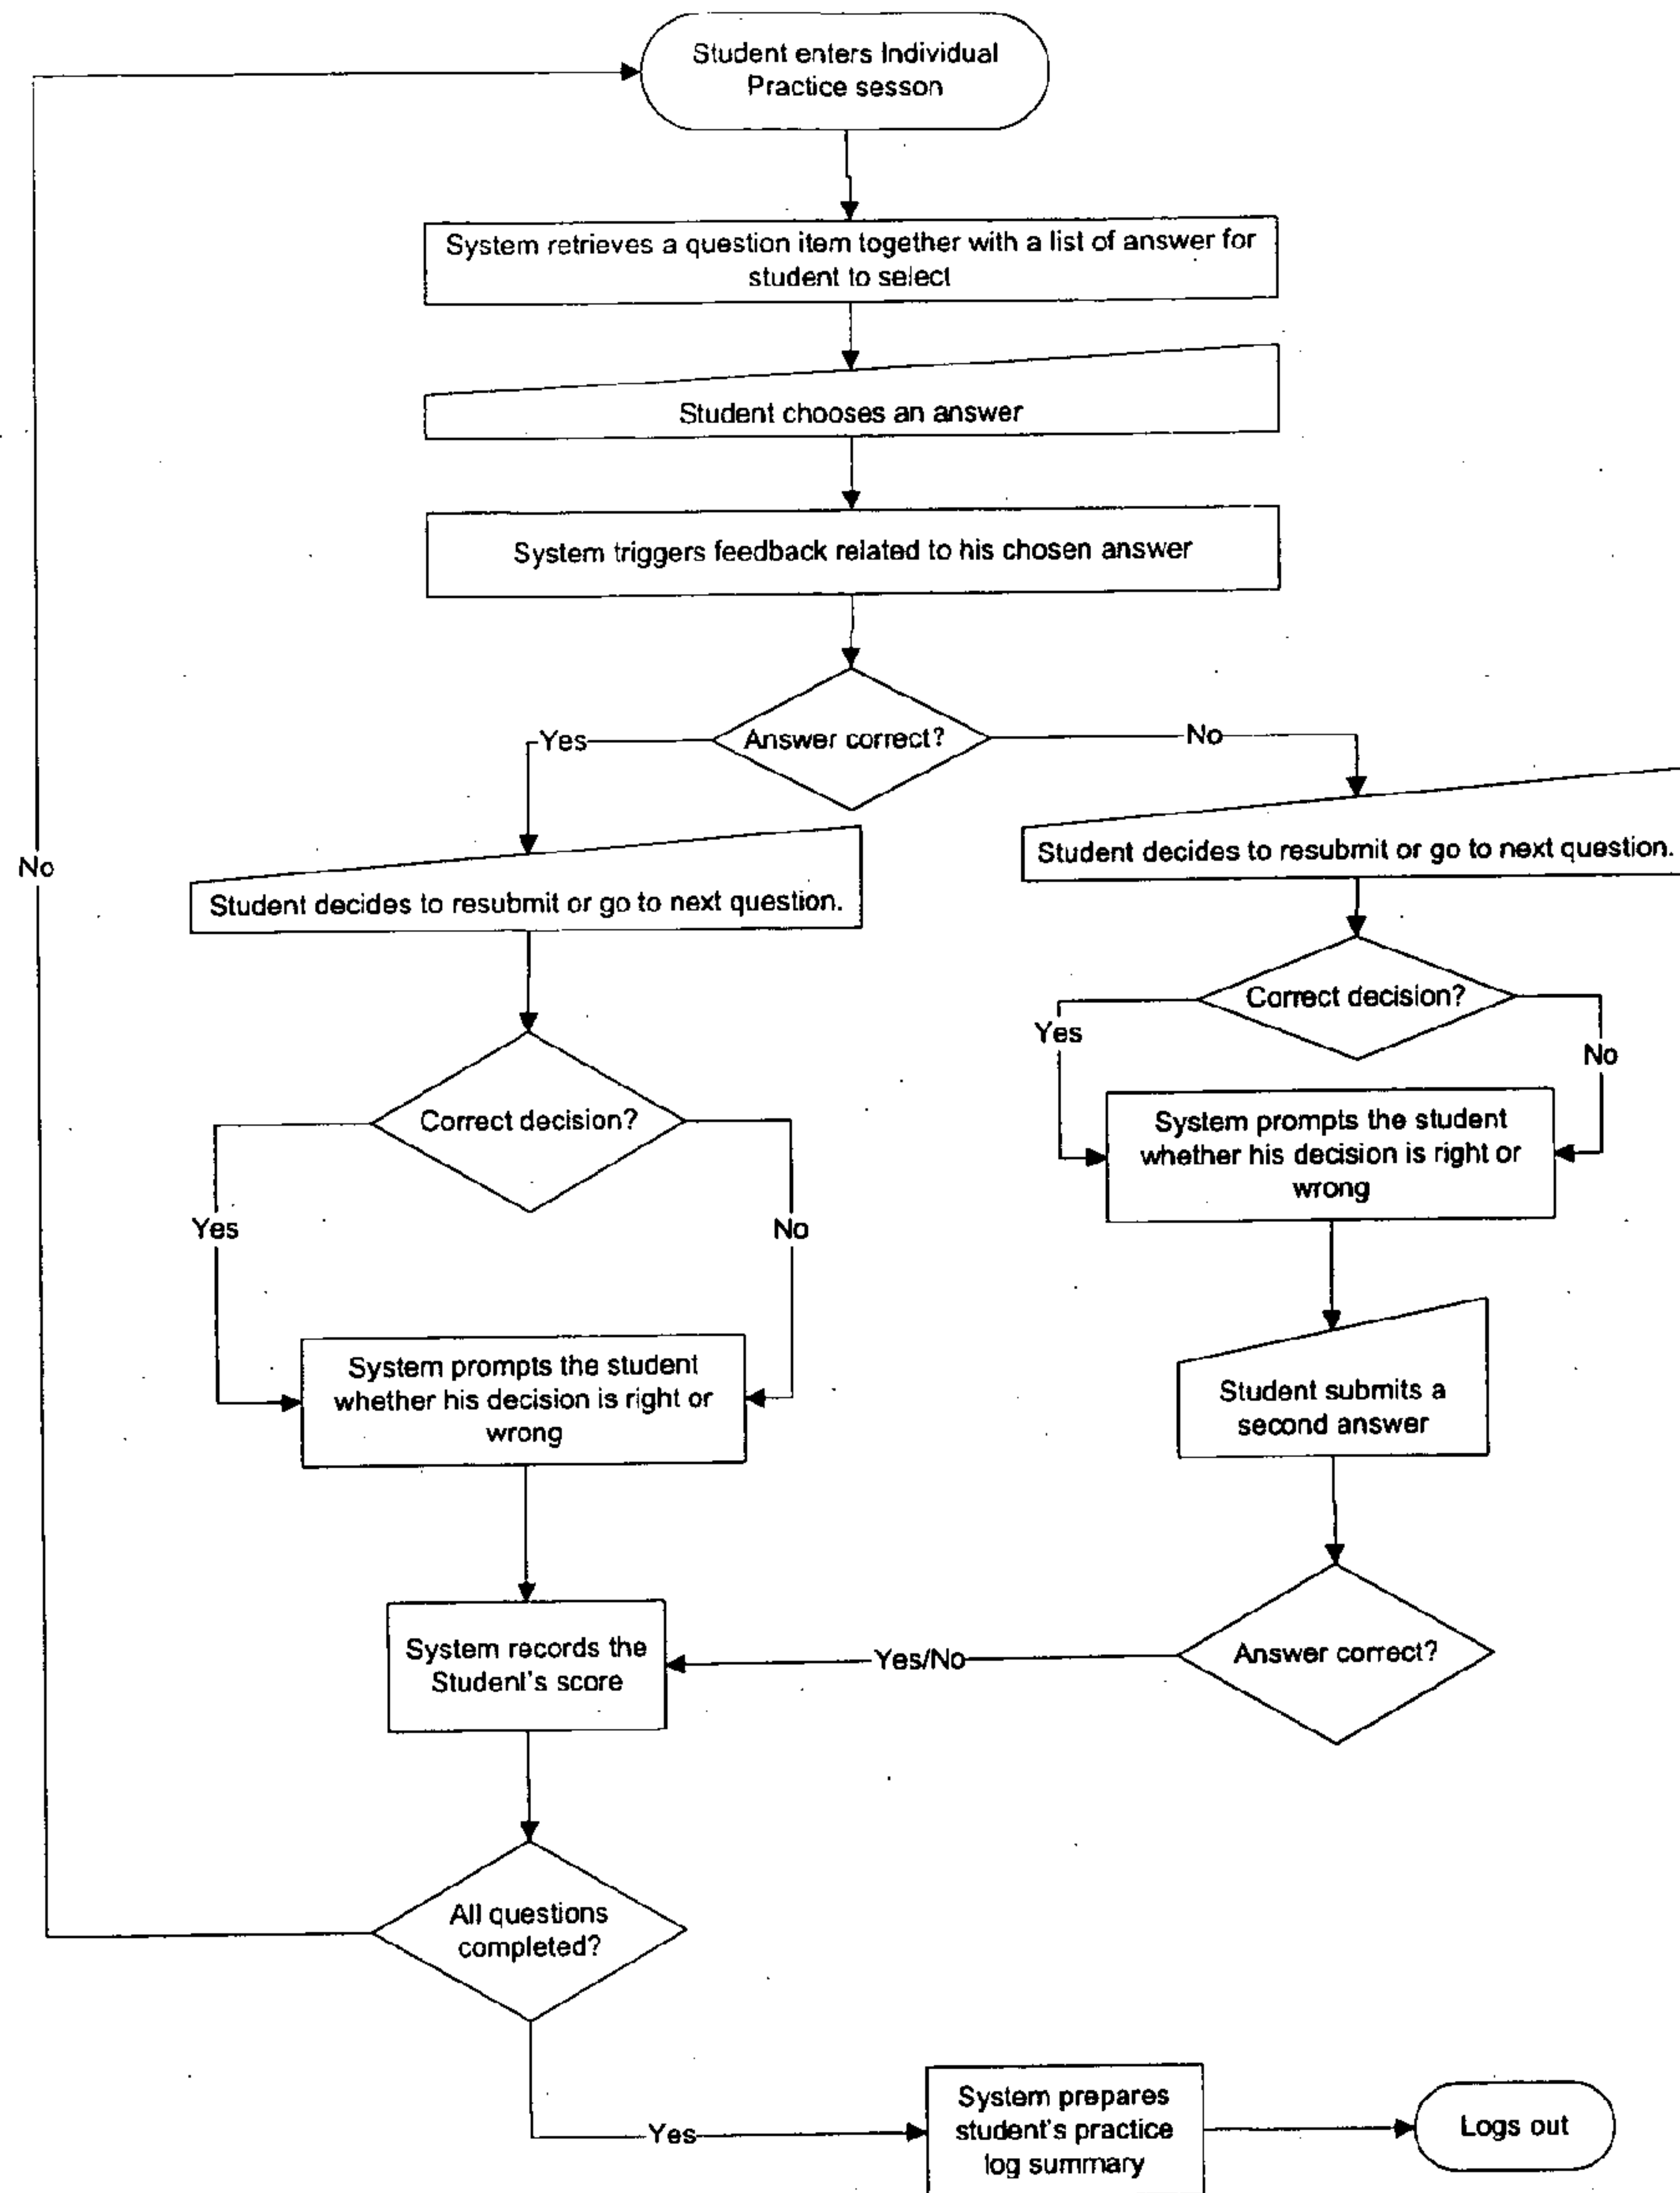 Student enters Individual
Practice sesson
System retrieves a question item together with a list of answer for
student to select
Student chooses an answer
System triggers feedback related to his chosen answer
Answer correct?
Yes
No
Student decides to resubmit or go to next question.
Student decides to resubmit or go to next question.
No
Correct decision?
Yes
No
System prompts the student
whether his decision is right or
wrong
Correct decision?
Yes
No
System prompts the student
whether his decision is right or
wrong
Student submits a
second answer
System records the
Student's score
Yes/No
Answer correct?
All questions
completed?
Yes
System prepares
student's practice
log summary
Logs out